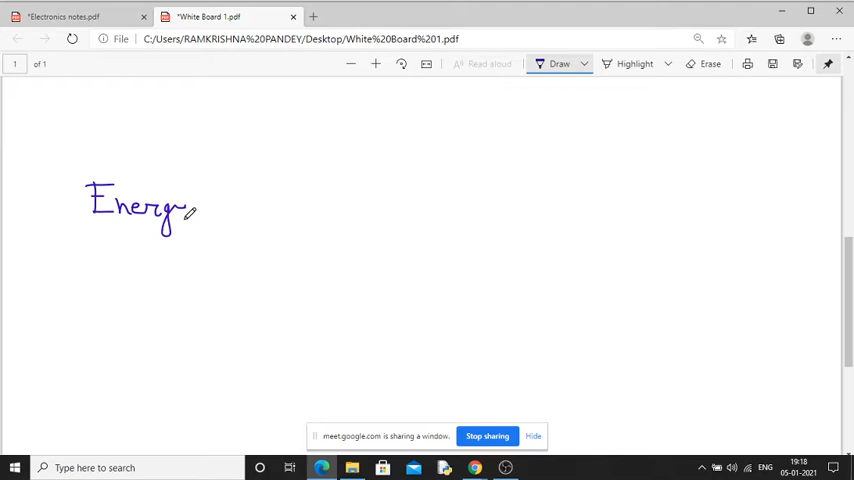 *Electronics notes.pdf
*White Board 1.pdf
File
C:/Users/RAMKRISHNA%20PANDEY/Desktop/White%20Board%201.pdf
1 of 1
Read aloud
Draw
Highlight
Erase
Energy
meet.google.com is sharing a window.
Stop sharing
Hide
Type here to search
ENG
19:18
05-01-2021